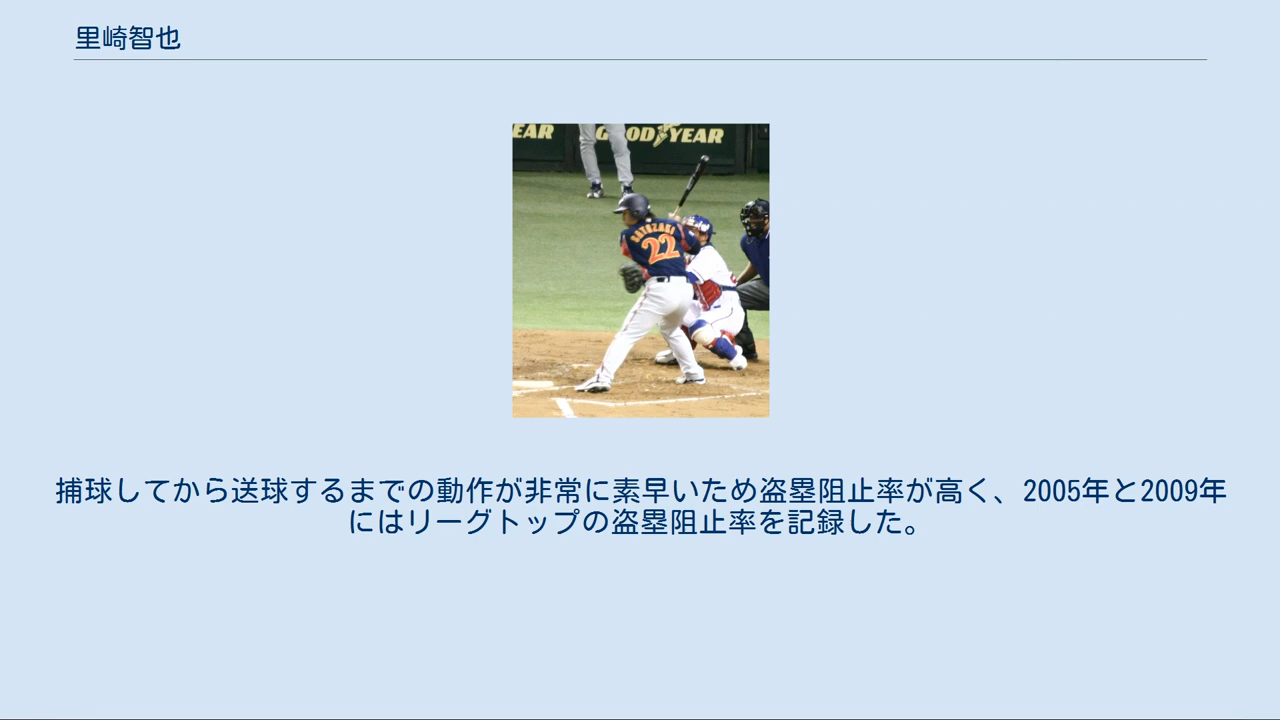 里崎智也
EAR
GOOD YEAR
SATOZAKI
22
捕球してから送球するまでの動作が非常に素早いため盗塁阻止率が高く、2005年と2009年
にはリーグトップの盗塁阻止率を記録した。